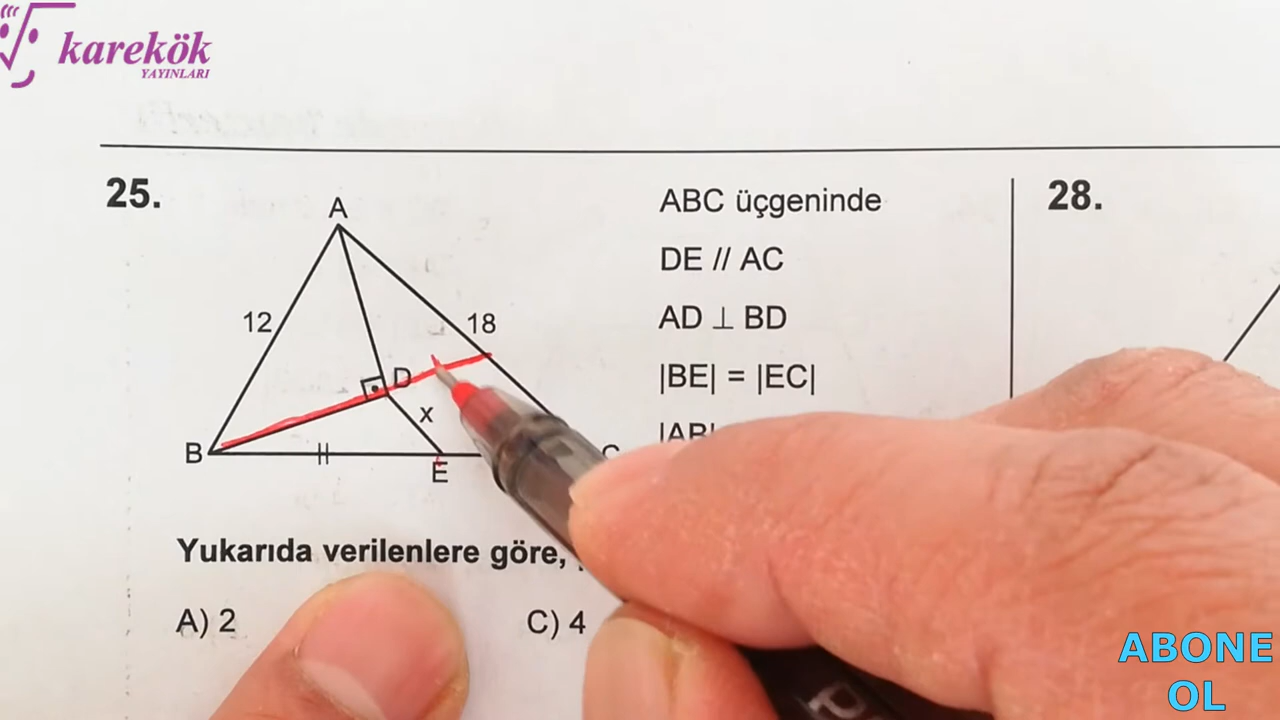 karekök
YAYINLARI
25.
A
12
18
D
x
B
E
C
ABC üçgeninde
DE // AC
AD ⊥ BD
|BE| = |EC|
|AB|
28.
Yukarıda verilenlere göre,
A) 2
C) 4
ABONE
OL